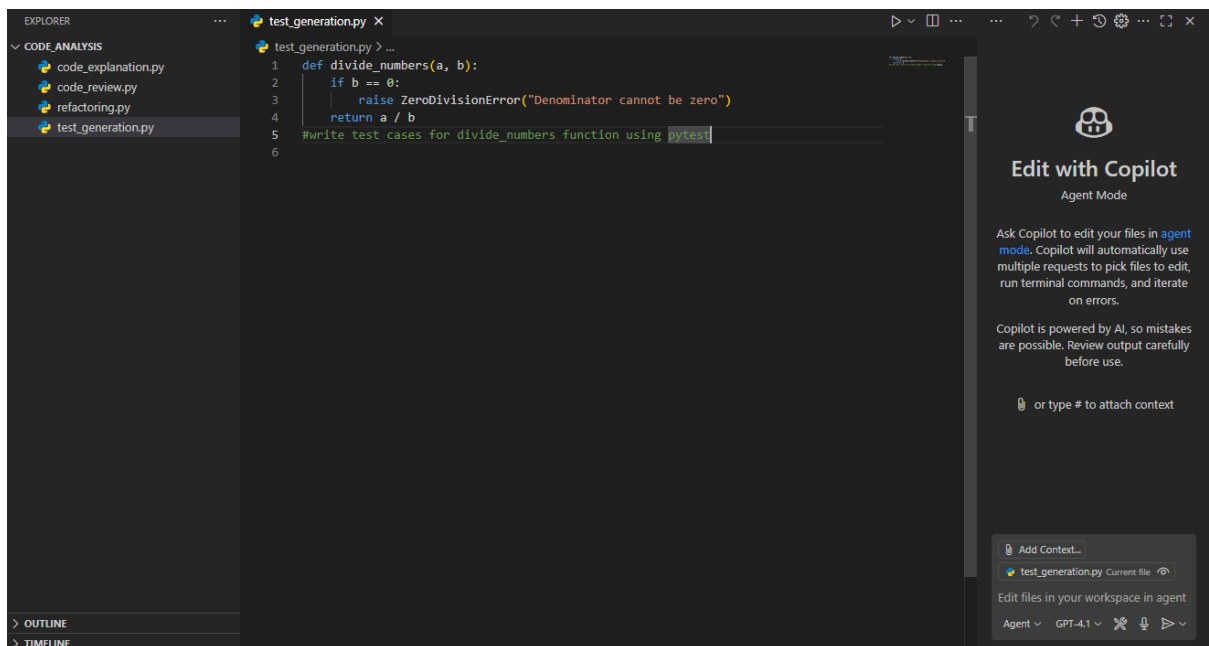 EXPLORER
CODE_ANALYSIS
code_explanation.py
code_review.py
refactoring.py
test_generation.py
OUTLINE
TIMELINE
test_generation.py
test_generation.py > ...
1 def divide_numbers(a, b):
2 if b == 0:
3 raise ZeroDivisionError("Denominator cannot be zero")
4 return a / b
5 #write test cases for divide_numbers function using pytest
6
Edit with Copilot
Agent Mode
Ask Copilot to edit your files in agent
mode. Copilot will automatically use
multiple requests to pick files to edit,
run terminal commands, and iterate
on errors.
Copilot is powered by AI, so mistakes
are possible. Review output carefully
before use.
or type # to attach context
Add Context...
test_generation.py Current file
Edit files in your workspace in agent
Agent GPT-4.1